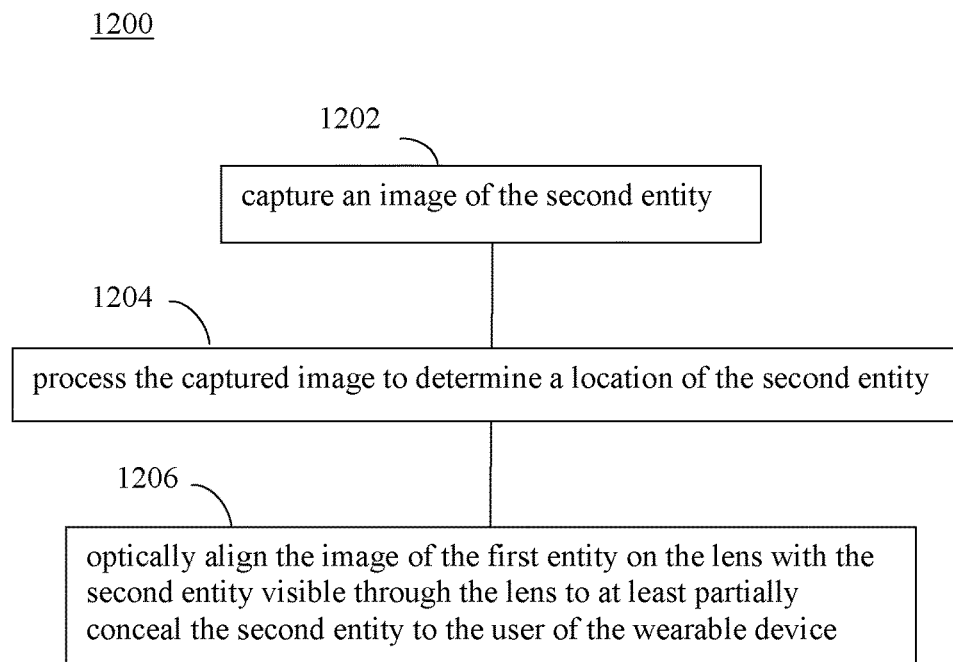 1200
1202
capture an image of the second entity
1204
process the captured image to determine a location of the second entity
1206
optically align the image of the first entity on the lens with the
second entity visible through the lens to at least partially
conceal the second entity to the user of the wearable device